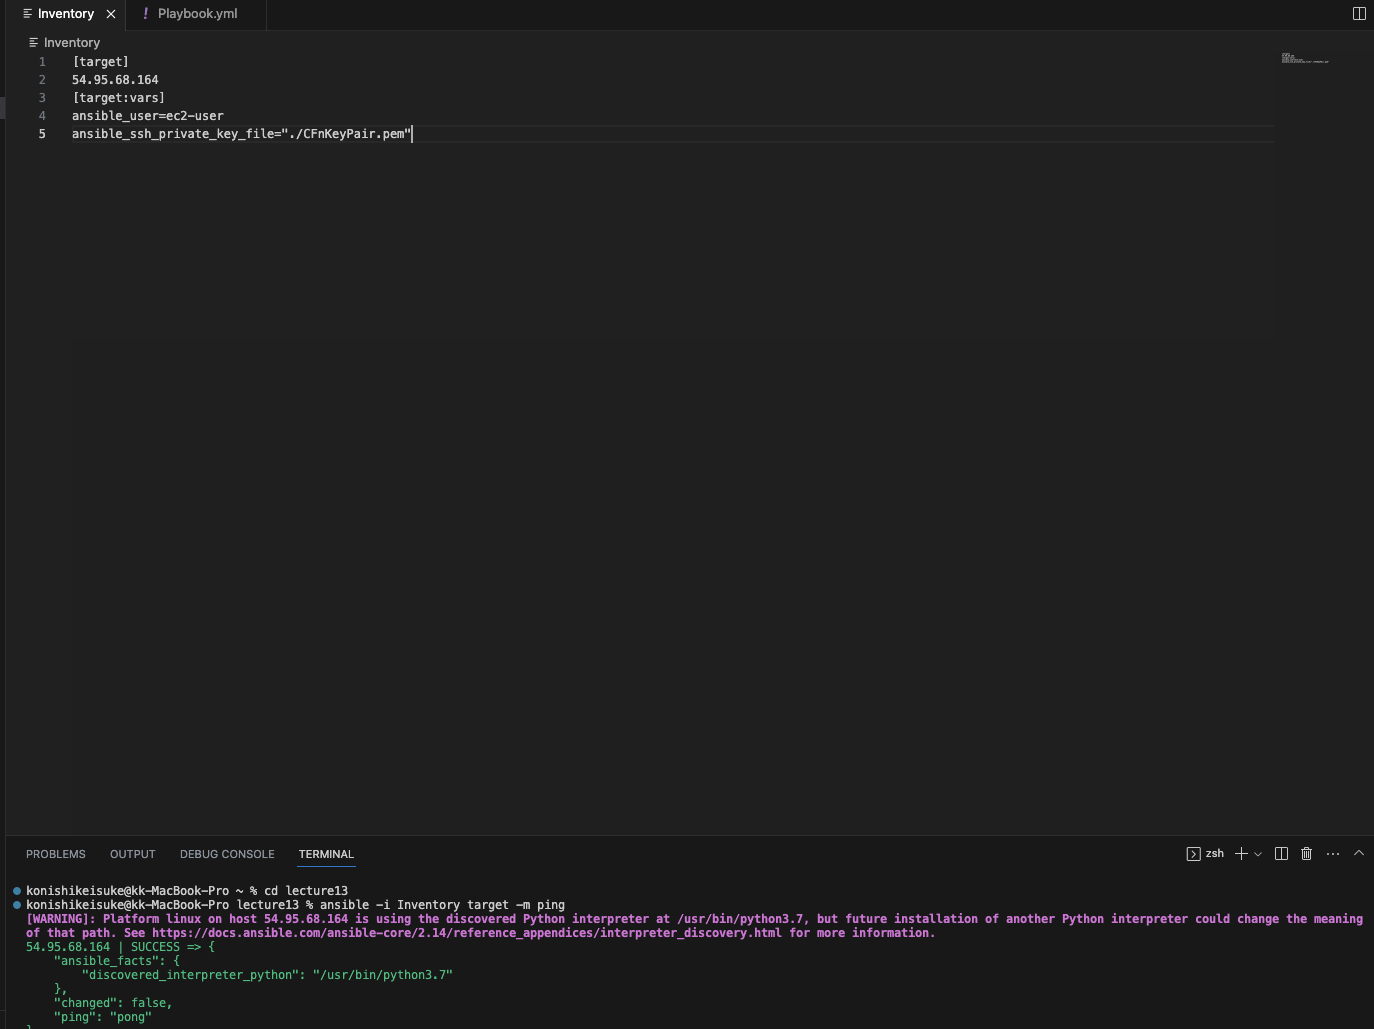 Inventory
! Playbook.yml
Inventory
1 [target]
2 54.95.68.164
3 [target:vars]
4 ansible_user=ec2-user
5 ansible_ssh_private_key_file="./CFnKeyPair.pem"
PROBLEMS OUTPUT DEBUG CONSOLE TERMINAL zsh
konishikeisuke@kk-MacBook-Pro ~ % cd lecture13
konishikeisuke@kk-MacBook-Pro lecture13 % ansible -i Inventory target -m ping
[WARNING]: Platform linux on host 54.95.68.164 is using the discovered Python interpreter at /usr/bin/python3.7, but future installation of another Python interpreter could change the meaning
of that path. See https://docs.ansible.com/ansible-core/2.14/reference_appendices/interpreter_discovery.html for more information.
54.95.68.164 | SUCCESS => {
"ansible_facts": {
"discovered_interpreter_python": "/usr/bin/python3.7"
},
"changed": false,
"ping": "pong"
}